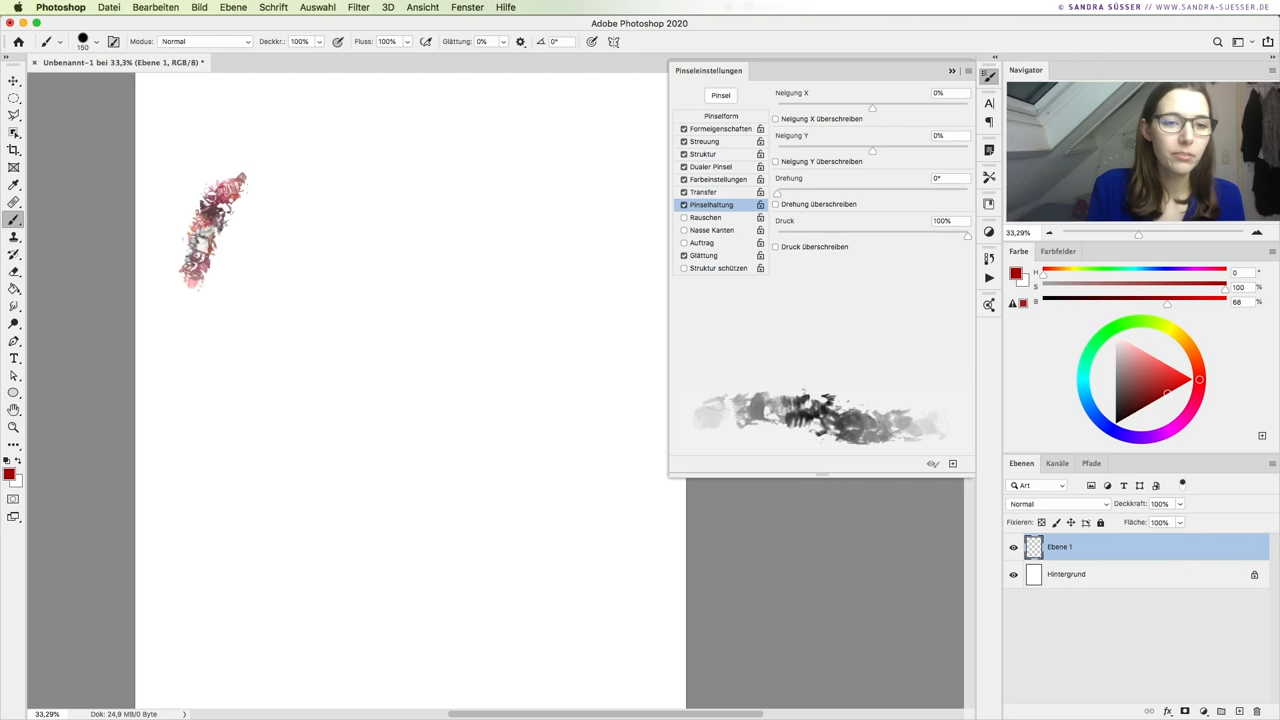 Photoshop Datei Bearbeiten Bild Ebene Schrift Auswahl Filter 3D Ansicht Fenster Hilfe
© SANDRA SÜSSER // WWW.SANDRA-SUESSER.DE
Adobe Photoshop 2020
150 Modus: Normal Deckkr.: 100% Fluss: 100% Glättung: 0% 0°
Unbenannt-1 bei 33,3% (Ebene 1, RGB/8) *
Pinseleinstellungen
Pinsel
Pinselform
Formeigenschaften
Streuung
Struktur
Dualer Pinsel
Farbeinstellungen
Transfer
Pinselhaltung
Rauschen
Nasse Kanten
Auftrag
Glättung
Struktur schützen
Neigung X 0%
Neigung X überschreiben
Neigung Y 0%
Neigung Y überschreiben
Drehung 0°
Drehung überschreiben
Druck 100%
Druck überschreiben
Navigator
33,29%
Farbe Farbfelder
H 0 °
S 100 %
B 68 %
Ebenen Kanäle Pfade
Art
Normal Deckkraft: 100%
Fixieren: Fläche: 100%
Ebene 1
Hintergrund
33,29% Dok: 24,9 MB/0 Byte